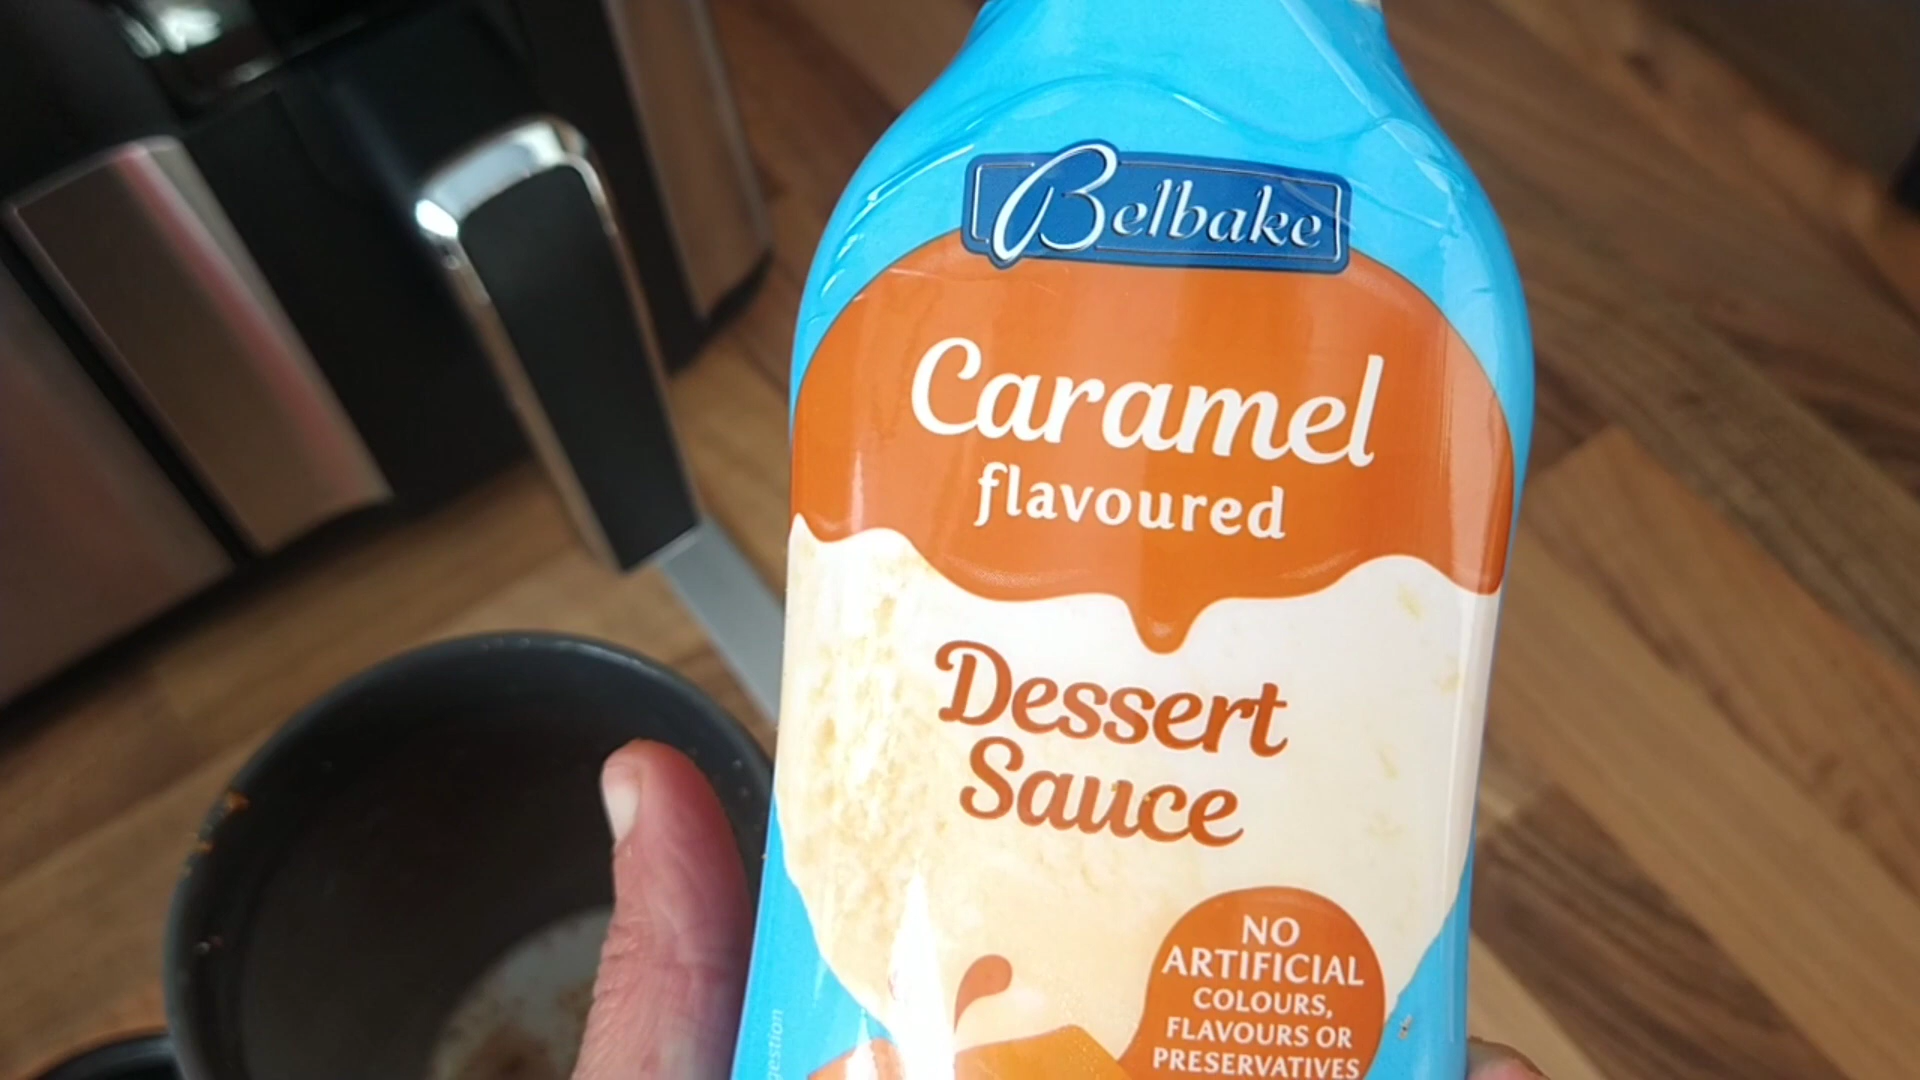 Belbake
Caramel
flavoured
Dessert
Sauce
NO
ARTIFICIAL
COLOURS,
FLAVOURS OR
PRESERVATIVES